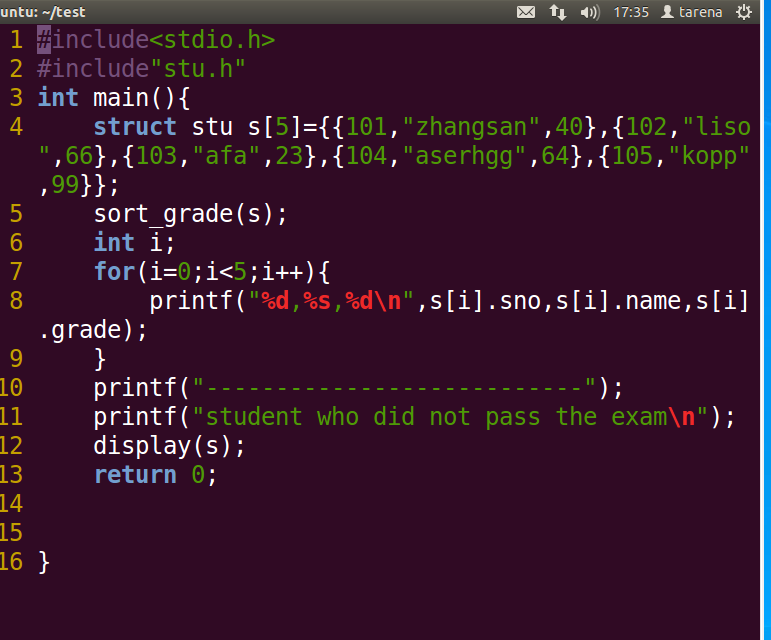 untu: ~/test 17:35 tarena
1 #include<stdio.h>
2 #include"stu.h"
3 int main(){
4     struct stu s[5]={{101,"zhangsan",40},{102,"liso
",66},{103,"afa",23},{104,"aserhgg",64},{105,"kopp"
,99}};
5     sort_grade(s);
6     int i;
7     for(i=0;i<5;i++){
8         printf("%d,%s,%d\n",s[i].sno,s[i].name,s[i]
.grade);
9     }
10     printf("---------------------------");
11     printf("student who did not pass the exam\n");
12     display(s);
13     return 0;
14
15
16 }